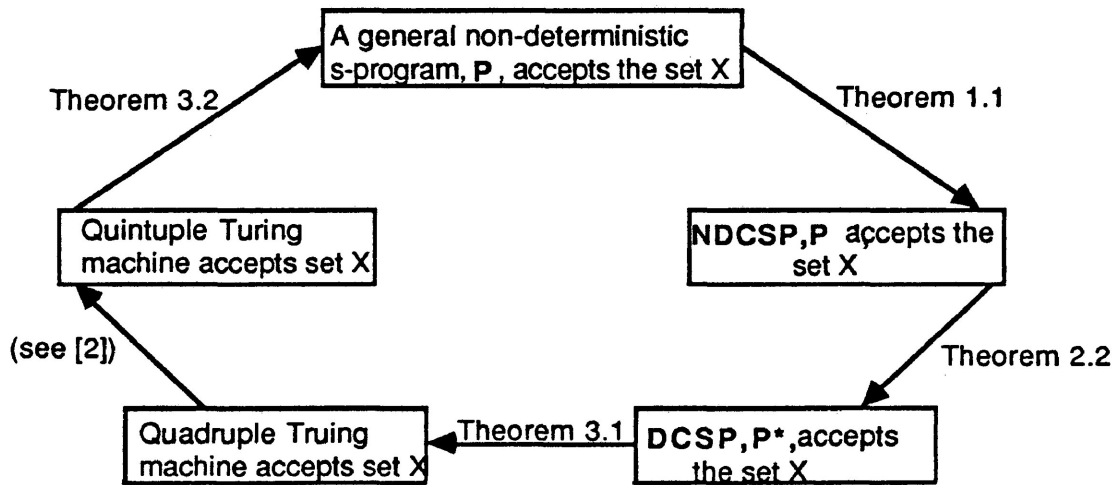 A general non-deterministic
s-program, P, accepts the set X
Theorem 3.2
Theorem 1.1
Quintuple Turing
machine accepts set X
NDCSP,P accepts the
set X
(see [2])
Theorem 2.2
Quadruple Truing
machine accepts set X
Theorem 3.1
DCSP,P*,accepts
the set X